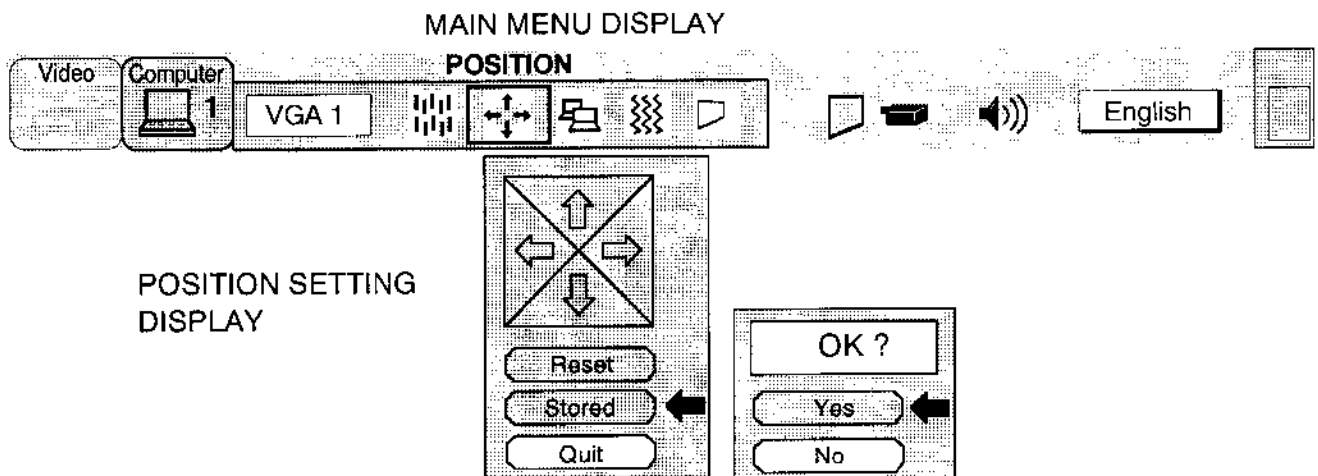 MAIN MENU DISPLAY
POSITION
Video
Computer
1
VGA 1
English
POSITION SETTING
DISPLAY
Reset
Stored
Quit
OK ?
Yes
No